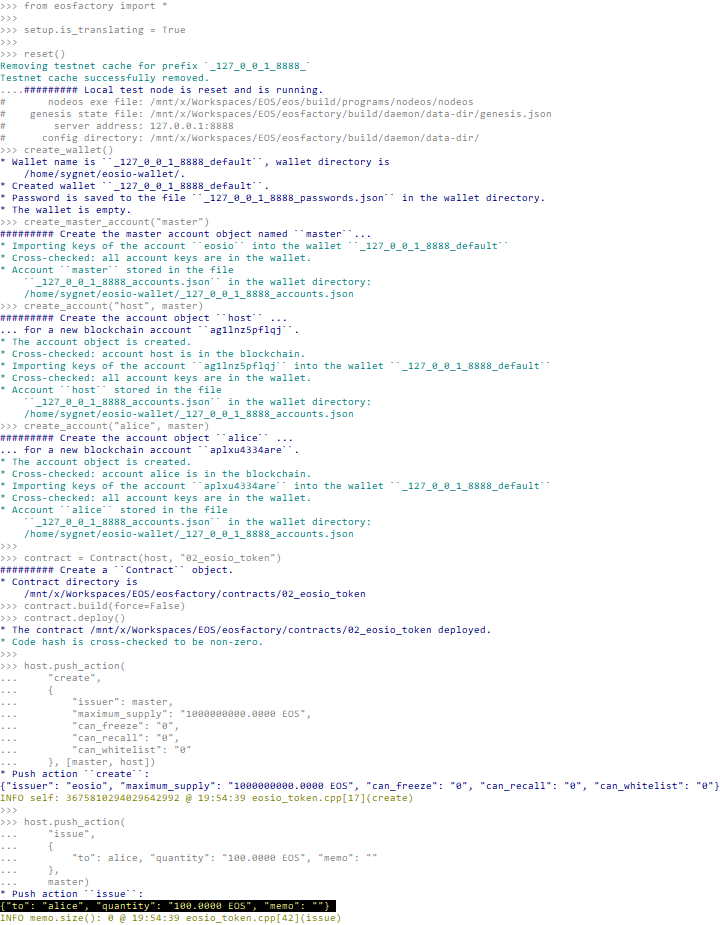 >>> from eosfactory import *
>>>
>>> setup.is_translating = True
>>>
>>> reset()
Removing testnet cache for prefix `_127_0_0_1_8888_`
Testnet cache successfully removed.
....######### Local test node is reset and is running.
#       nodeos exe file: /mnt/x/Workspaces/EOS/eos/build/programs/nodeos/nodeos
#    genesis state file: /mnt/x/Workspaces/EOS/eosfactory/build/daemon/data-dir/genesis.json
#        server address: 127.0.0.1:8888
#      config directory: /mnt/x/Workspaces/EOS/eosfactory/build/daemon/data-dir/
>>> create_wallet()
* Wallet name is ``_127_0_0_1_8888_default``, wallet directory is
    /home/sygnet/eosio-wallet/.
* Created wallet ``_127_0_0_1_8888_default``.
* Password is saved to the file ``_127_0_0_1_8888_passwords.json`` in the wallet directory.
* The wallet is empty.
>>> create_master_account("master")
######### Create the master account object named ``master``...
* Importing keys of the account ``eosio`` into the wallet ``_127_0_0_1_8888_default``
* Cross-checked: all account keys are in the wallet.
* Account ``master`` stored in the file
    ``_127_0_0_1_8888_accounts.json`` in the wallet directory:
    /home/sygnet/eosio-wallet/_127_0_0_1_8888_accounts.json
>>> create_account("host", master)
######### Create the account object ``host`` ...
... for a new blockchain account ``ag1lnz5pflqj``.
* The account object is created.
* Cross-checked: account host is in the blockchain.
* Importing keys of the account ``ag1lnz5pflqj`` into the wallet ``_127_0_0_1_8888_default``
* Cross-checked: all account keys are in the wallet.
* Account ``host`` stored in the file
    ``_127_0_0_1_8888_accounts.json`` in the wallet directory:
    /home/sygnet/eosio-wallet/_127_0_0_1_8888_accounts.json
>>> create_account("alice", master)
######### Create the account object ``alice`` ...
... for a new blockchain account ``aplxu4334are``.
* The account object is created.
* Cross-checked: account alice is in the blockchain.
* Importing keys of the account ``aplxu4334are`` into the wallet ``_127_0_0_1_8888_default``
* Cross-checked: all account keys are in the wallet.
* Account ``alice`` stored in the file
    ``_127_0_0_1_8888_accounts.json`` in the wallet directory:
    /home/sygnet/eosio-wallet/_127_0_0_1_8888_accounts.json
>>>
>>> contract = Contract(host, "02_eosio_token")
######### Create a ``Contract`` object.
* Contract directory is
    /mnt/x/Workspaces/EOS/eosfactory/contracts/02_eosio_token
>>> contract.build(force=False)
>>> contract.deploy()
* The contract /mnt/x/Workspaces/EOS/eosfactory/contracts/02_eosio_token deployed.
* Code hash is cross-checked to be non-zero.
>>>
>>> host.push_action(
...     "create",
...     {
...         "issuer": master,
...         "maximum_supply": "1000000000.0000 EOS",
...         "can_freeze": "0",
...         "can_recall": "0",
...         "can_whitelist": "0"
...     }, [master, host])
* Push action ``create``:
{"issuer": "eosio", "maximum_supply": "1000000000.0000 EOS", "can_freeze": "0", "can_recall": "0", "can_whitelist": "0"}
INFO self: 3675810294029642992 @ 19:54:39 eosio_token.cpp[17](create)
>>>
>>> host.push_action(
...     "issue",
...     {
...         "to": alice, "quantity": "100.0000 EOS", "memo": ""
...     },
...     master)
* Push action ``issue``:
{"to": "alice", "quantity": "100.0000 EOS", "memo": ""}
INFO memo.size(): 0 @ 19:54:39 eosio_token.cpp[42](issue)